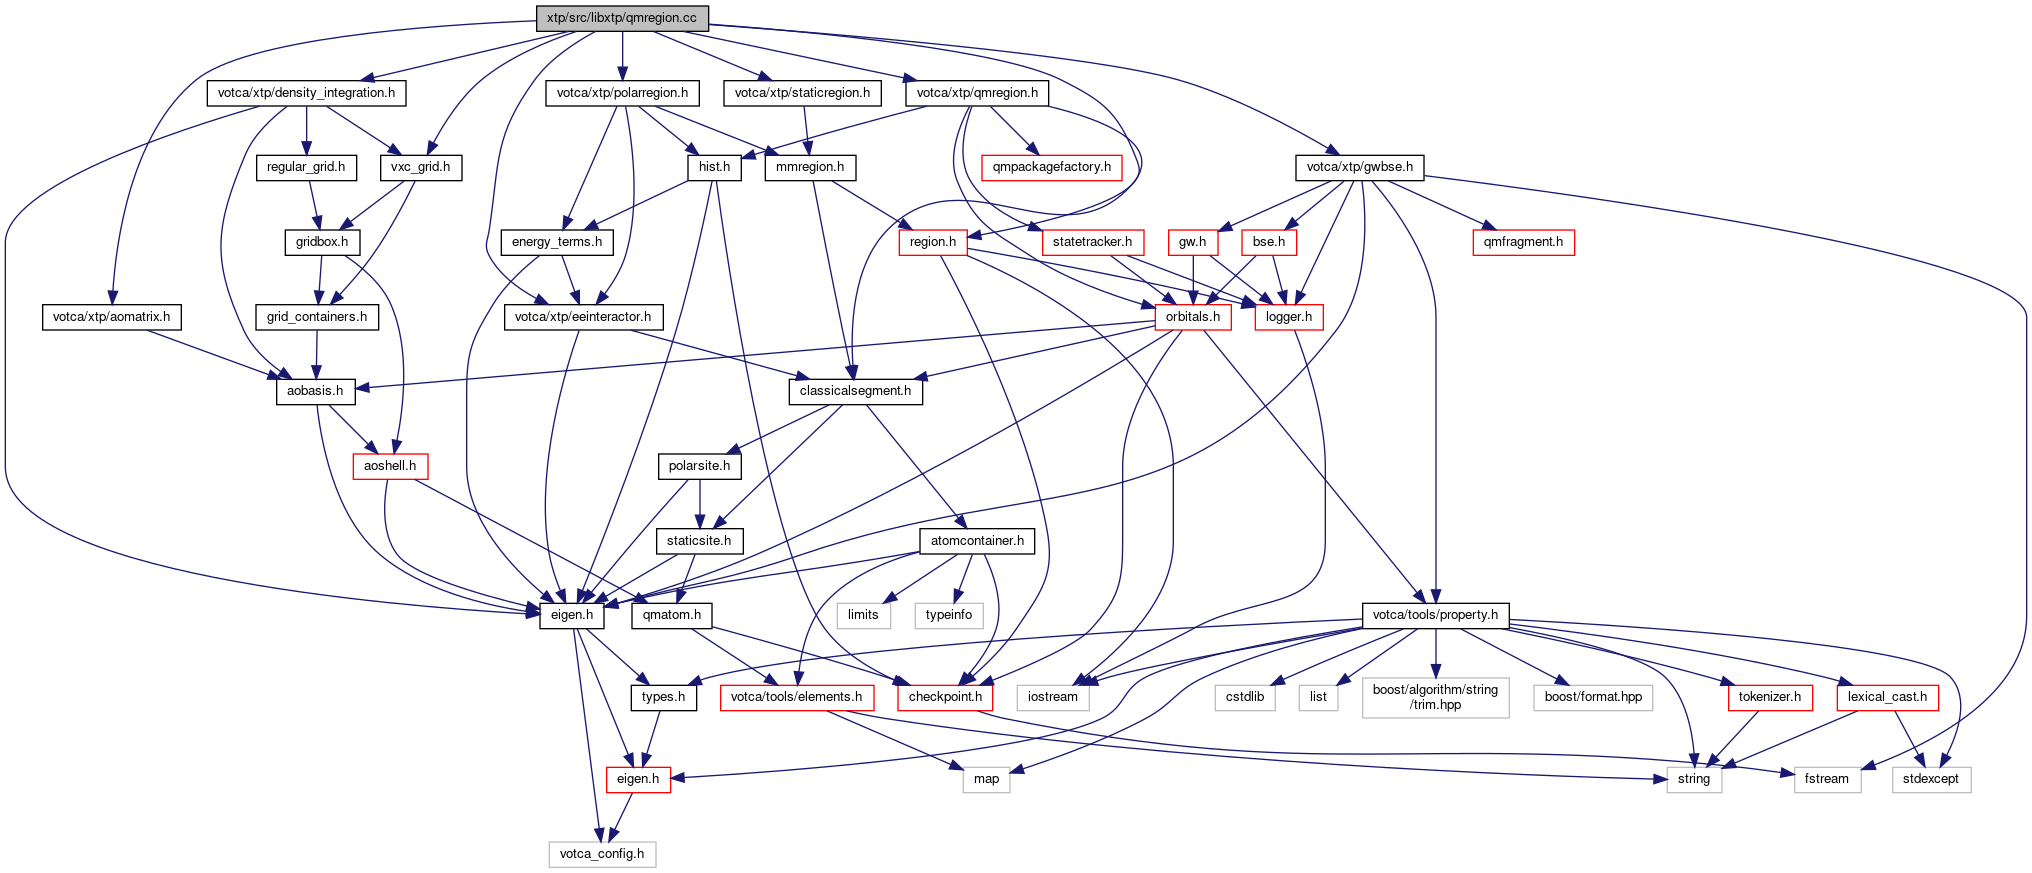 xtp/src/libxtp/qmregion.cc
votca/xtp/density_integration.h
votca/xtp/polarregion.h
votca/xtp/staticregion.h
votca/xtp/qmregion.h
regular_grid.h
vxc_grid.h
hist.h
mmregion.h
qmpackagefactory.h
votca/xtp/gwbse.h
gridbox.h
energy_terms.h
region.h
statetracker.h
gw.h
bse.h
qmfragment.h
votca/xtp/aomatrix.h
grid_containers.h
votca/xtp/eeinteractor.h
orbitals.h
logger.h
aobasis.h
classicalsegment.h
aoshell.h
polarsite.h
staticsite.h
atomcontainer.h
eigen.h
qmatom.h
limits
typeinfo
votca/tools/property.h
types.h
votca/tools/elements.h
checkpoint.h
iostream
cstdlib
list
boost/algorithm/string
/trim.hpp
boost/format.hpp
tokenizer.h
lexical_cast.h
eigen.h
map
string
fstream
stdexcept
votca_config.h